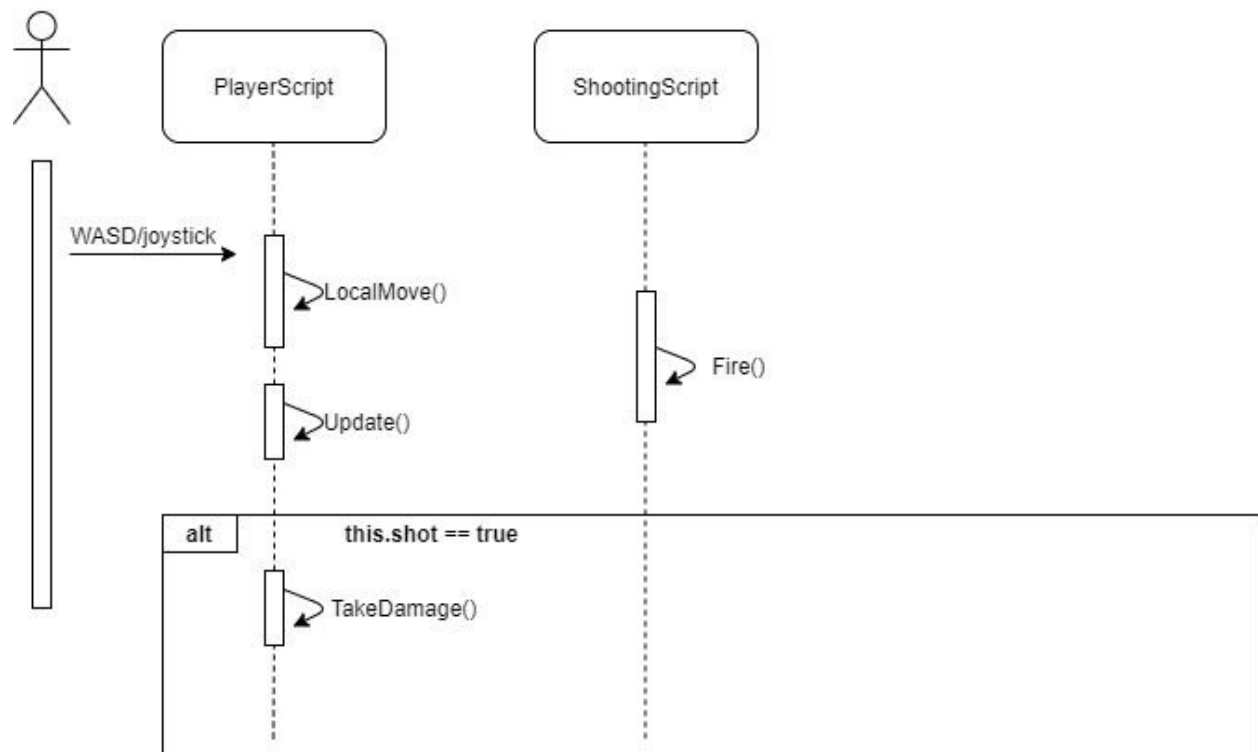 PlayerScript
ShootingScript
WASD/joystick
LocalMove()
Fire()
Update()
alt
this.shot == true
TakeDamage()